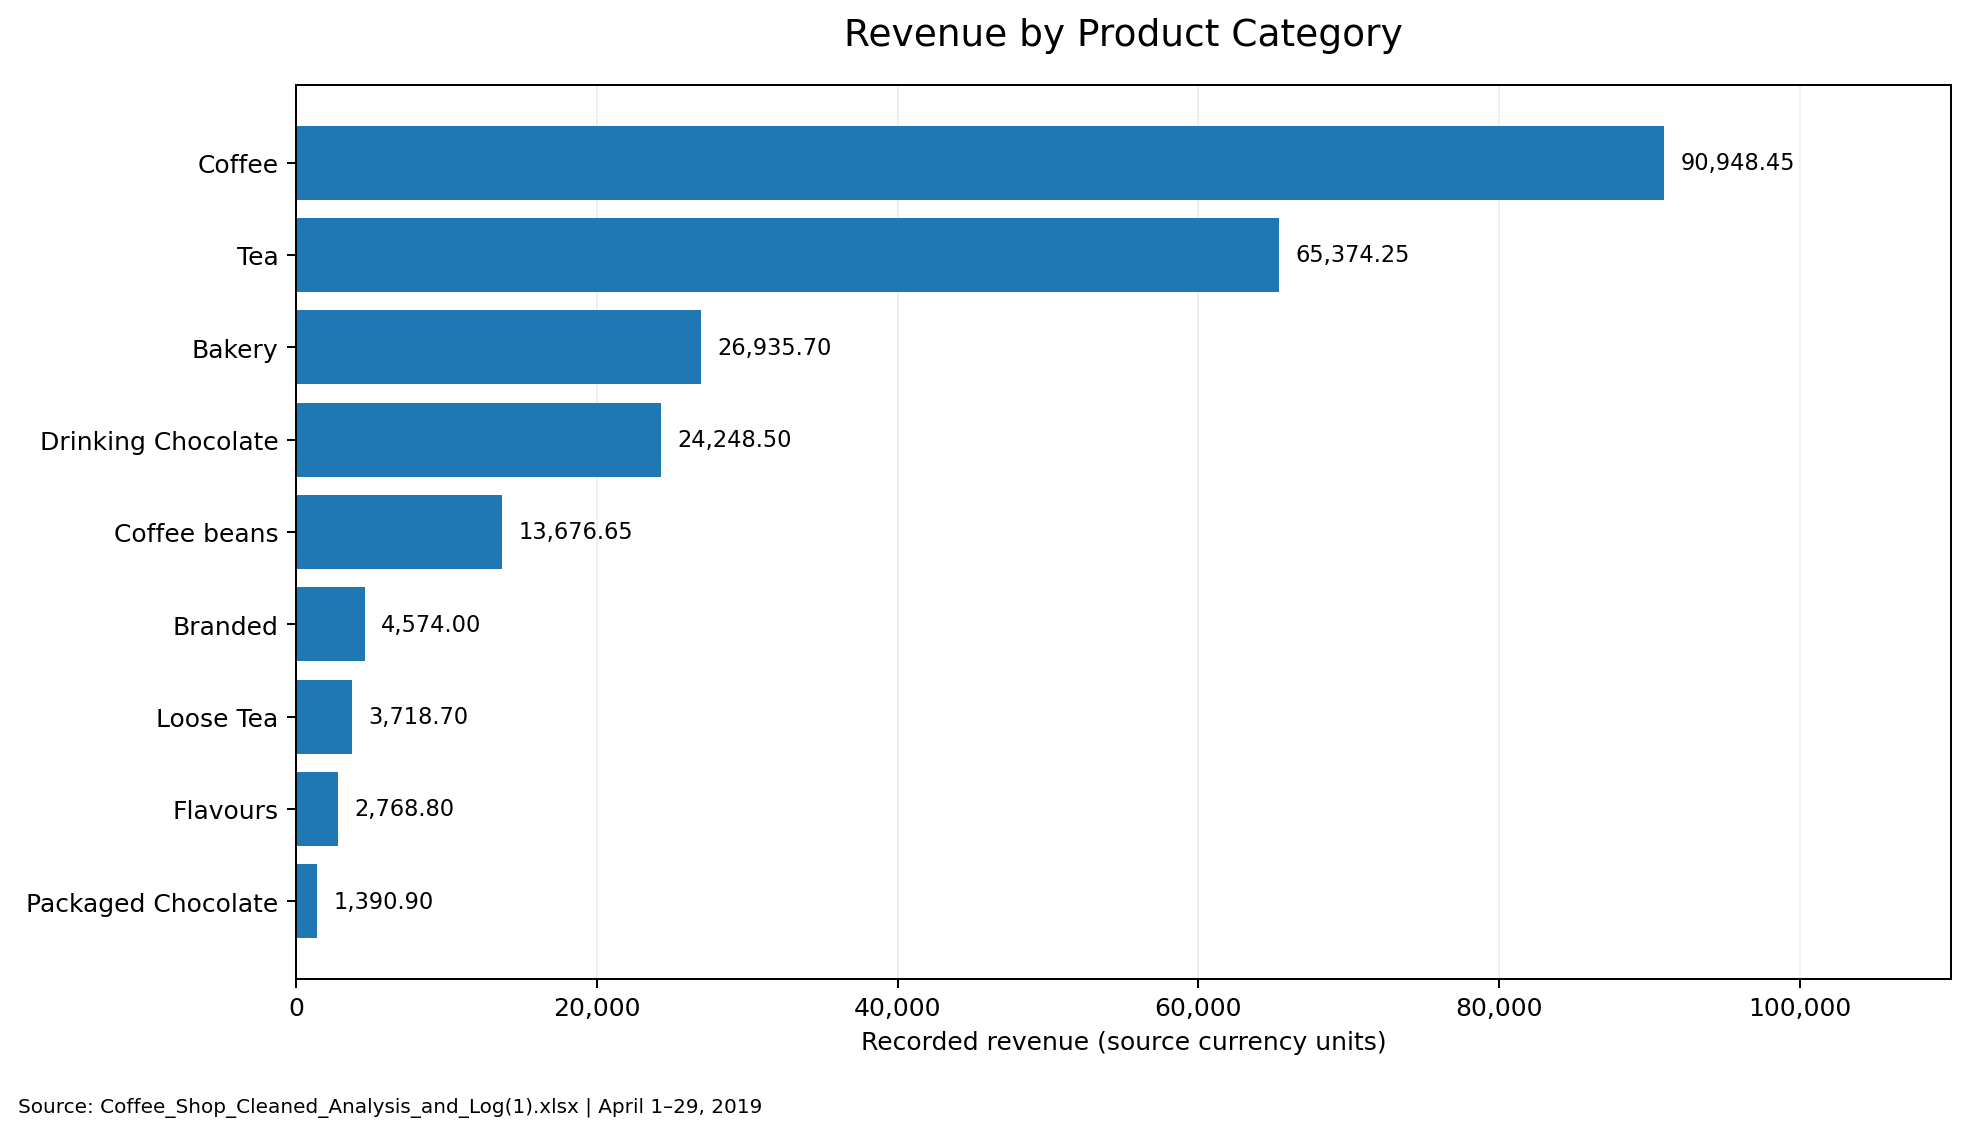 Revenue by Product Category
Coffee 90,948.45
Tea 65,374.25
Bakery 26,935.70
Drinking Chocolate 24,248.50
Coffee beans 13,676.65
Branded 4,574.00
Loose Tea 3,718.70
Flavours 2,768.80
Packaged Chocolate 1,390.90
0 20,000 40,000 60,000 80,000 100,000
Recorded revenue (source currency units)
Source: Coffee_Shop_Cleaned_Analysis_and_Log(1).xlsx | April 1–29, 2019